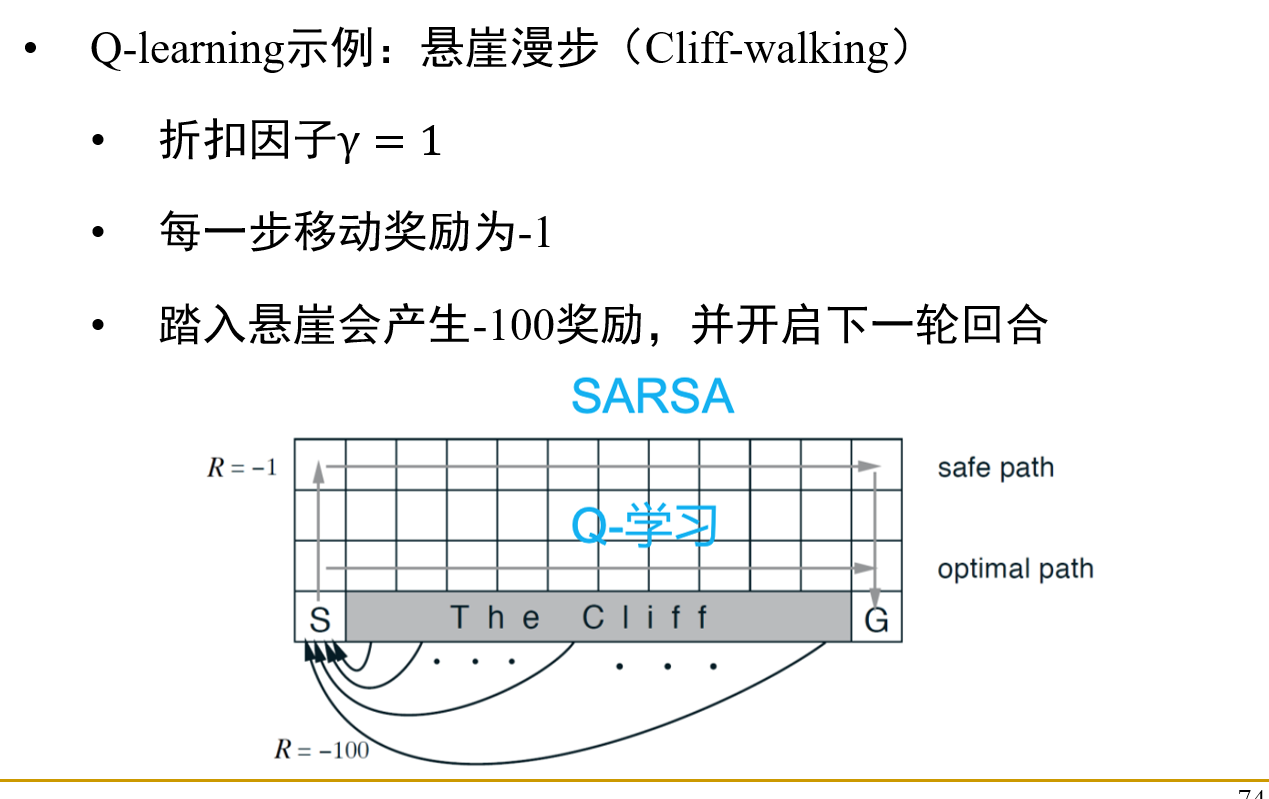 • Q-learning示例：悬崖漫步（Cliff-walking）
• 折扣因子γ = 1
• 每一步移动奖励为-1
• 踏入悬崖会产生-100奖励，并开启下一轮回合
SARSA
R = −1
safe path
Q-学习
optimal path
S
The Cliff
G
R = −100
74